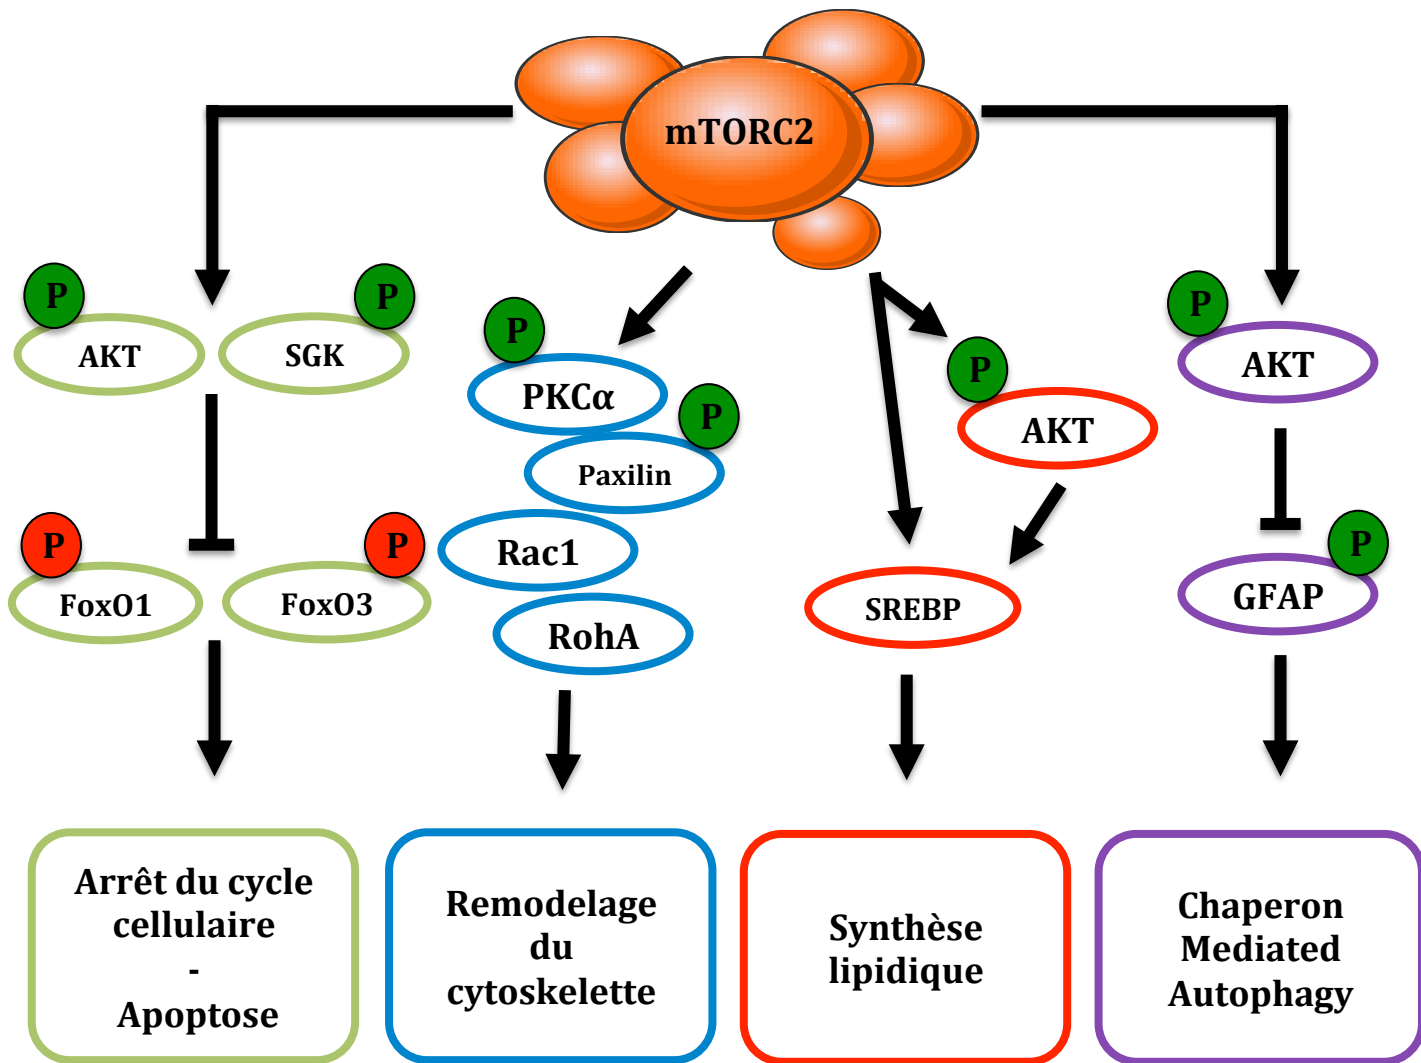 mTORC2
P
AKT
P
SGK
P
FoxO1
P
FoxO3
Arrêt du cycle
cellulaire
-
Apoptose
P
PKCα
P
Paxilin
Rac1
RohA
Remodelage
du
cytoskelette
P
AKT
SREBP
Synthèse
lipidique
P
AKT
P
GFAP
Chaperon
Mediated
Autophagy